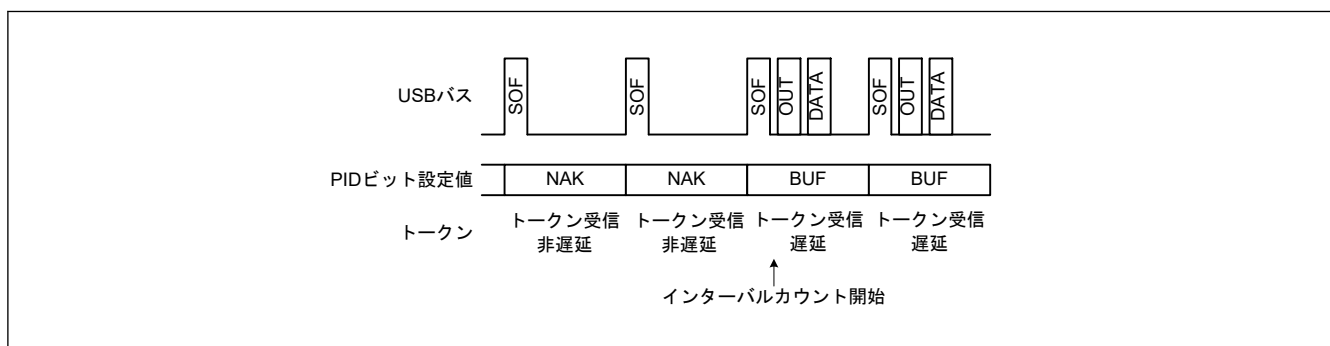 USBバス
SOF
SOF
SOF
OUT
DATA
SOF
OUT
DATA
PIDビット設定値
NAK
NAK
BUF
BUF
トークン
トークン受信
非遅延
トークン受信
非遅延
トークン受信
遅延
トークン受信
遅延
インターバルカウント開始